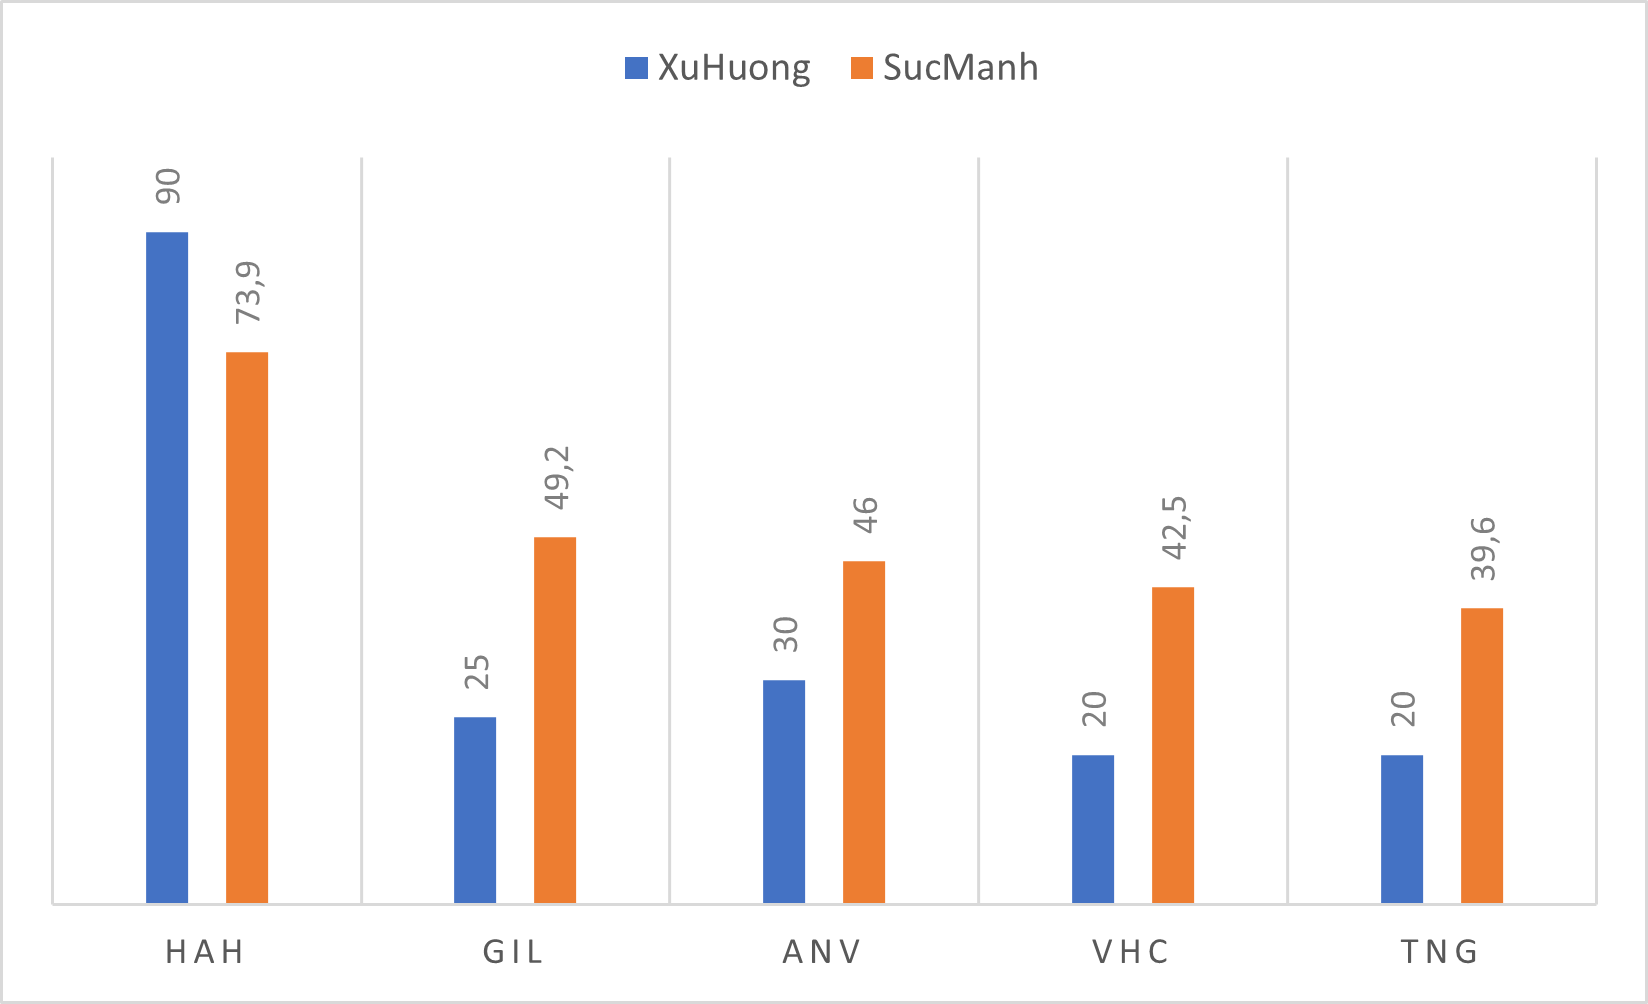 XuHuong SucManh
90 73,9 25 49,2 30 46 20 42,5 20 39,6
HAH GIL ANV VHC TNG